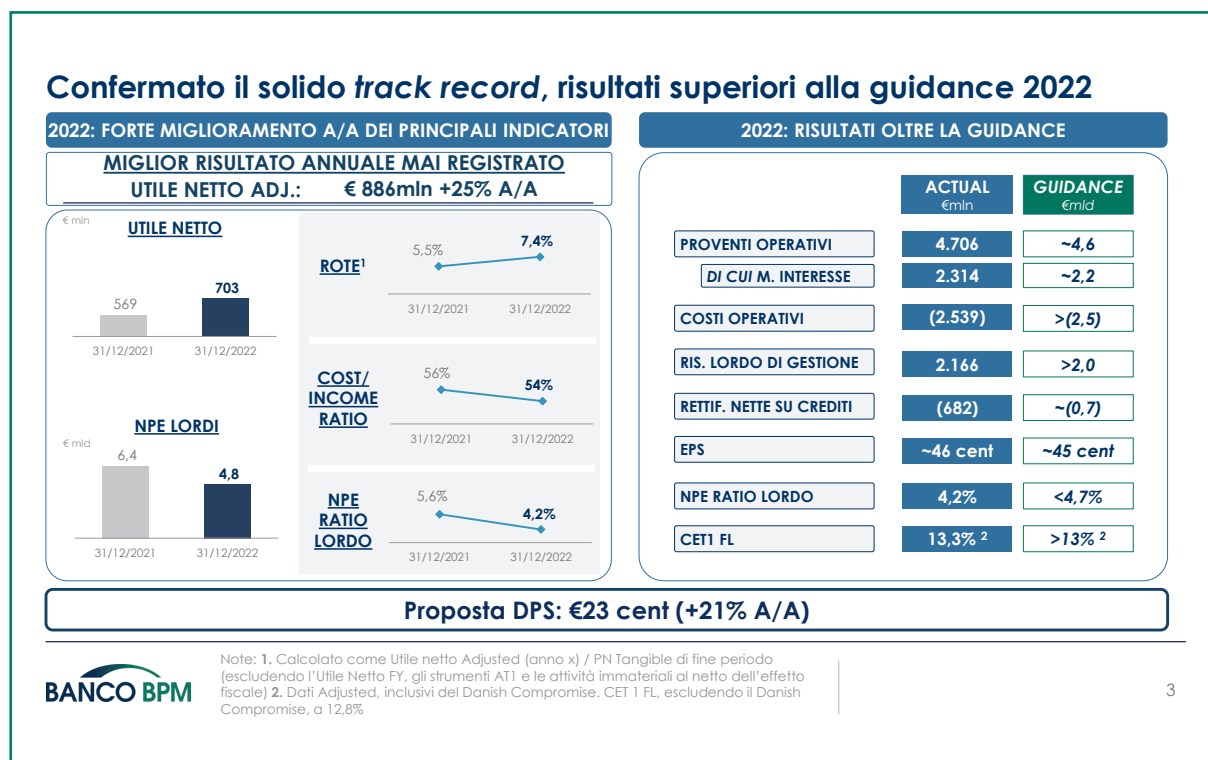 Confermato il solido track record, risultati superiori alla guidance 2022
2022: FORTE MIGLIORAMENTO A/A DEI PRINCIPALI INDICATORI
MIGLIOR RISULTATO ANNUALE MAI REGISTRATO
UTILE NETTO ADJ.: € 886mln +25% A/A
€ mln
UTILE NETTO
569
703
31/12/2021 31/12/2022
NPE LORDI
€ mld
6,4
4,8
31/12/2021 31/12/2022
ROTE¹
5,5%
7,4%
31/12/2021 31/12/2022
COST/
INCOME
RATIO
56%
54%
31/12/2021 31/12/2022
NPE
RATIO
LORDO
5,6%
4,2%
31/12/2021 31/12/2022
2022: RISULTATI OLTRE LA GUIDANCE
ACTUAL GUIDANCE
€mln €mld
PROVENTI OPERATIVI 4.706 ~4,6
DI CUI M. INTERESSE 2.314 ~2,2
COSTI OPERATIVI (2.539) >(2,5)
RIS. LORDO DI GESTIONE 2.166 >2,0
RETTIF. NETTE SU CREDITI (682) ~(0,7)
EPS ~46 cent ~45 cent
NPE RATIO LORDO 4,2% <4,7%
CET1 FL 13,3% ² >13% ²
Proposta DPS: €23 cent (+21% A/A)
BANCO BPM
Note: 1. Calcolato come Utile netto Adjusted (anno x) / PN Tangible di fine periodo
(escludendo l'Utile Netto FY, gli strumenti AT1 e le attività immateriali al netto dell'effetto
fiscale) 2. Dati Adjusted, inclusivi del Danish Compromise. CET 1 FL, escludendo il Danish
Compromise, a 12,8%
3